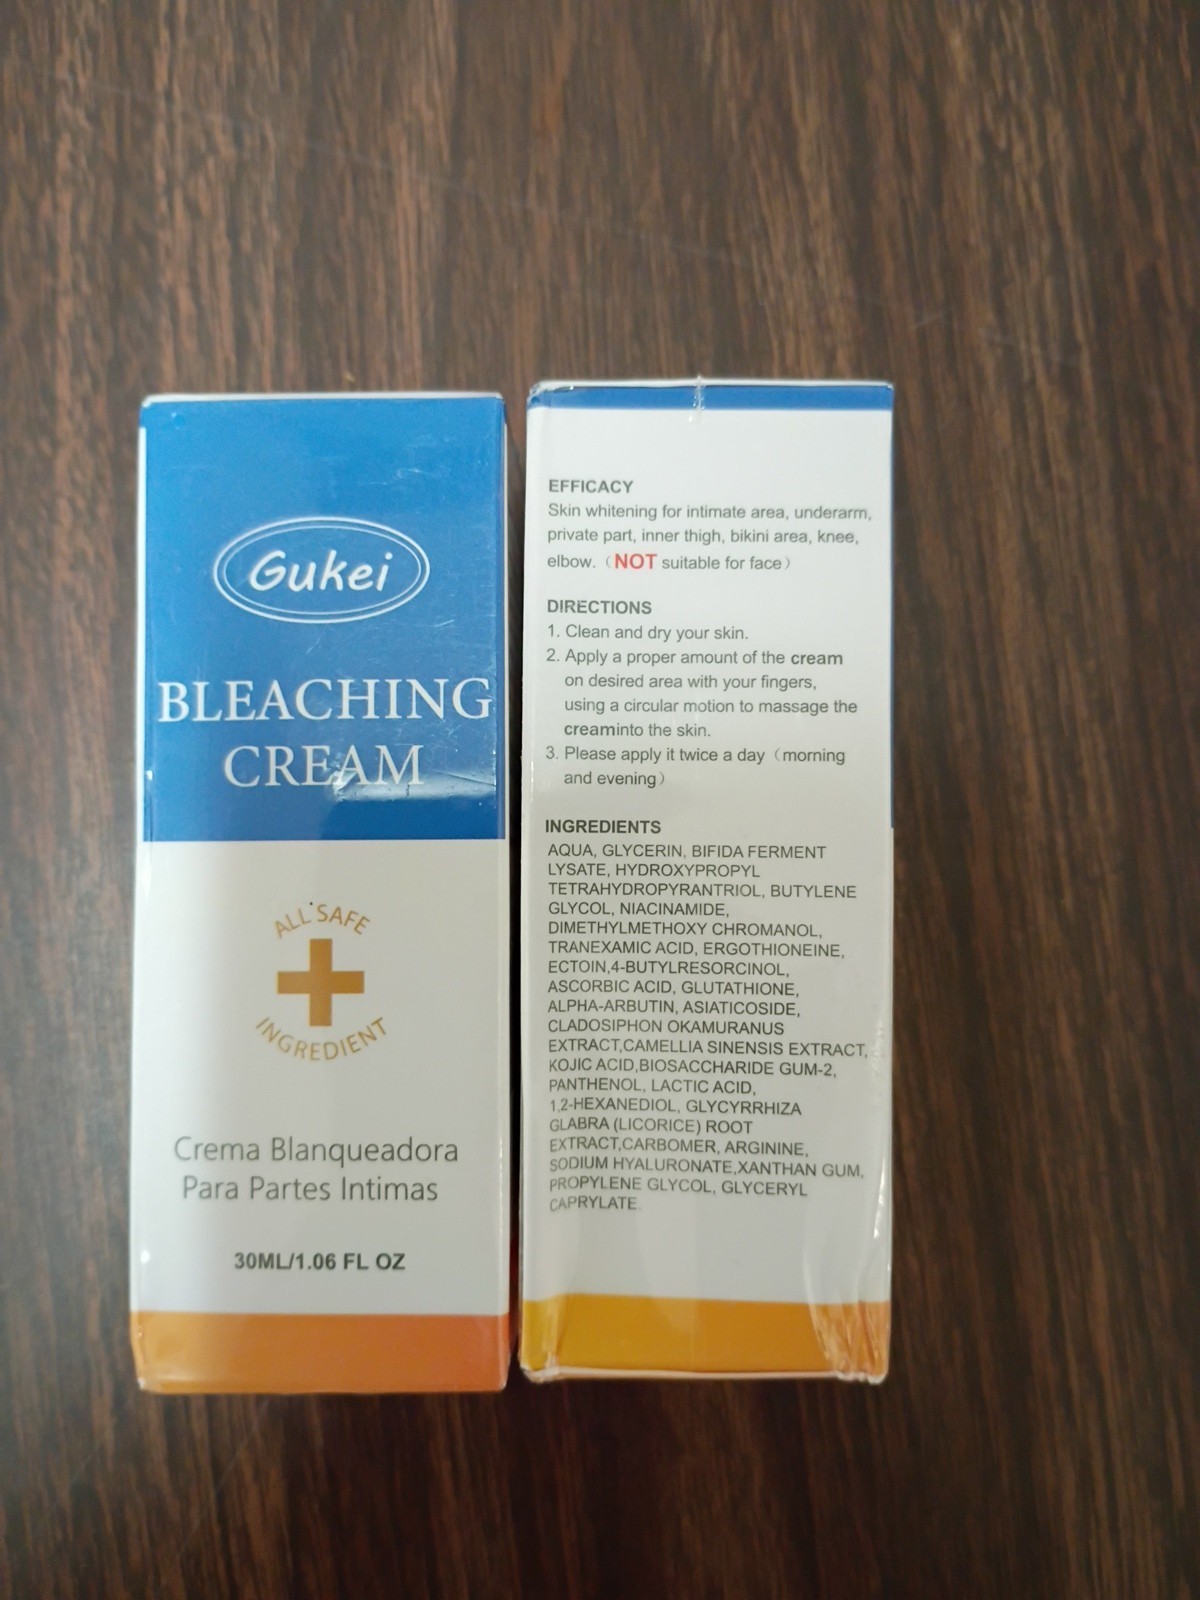 Gukei
BLEACHING
CREAM
ALL SAFE
INGREDIENT
Crema Blanqueadora
Para Partes Intimas
30ML/1.06 FL OZ
EFFICACY
Skin whitening for intimate area, underarm,
private part, inner thigh, bikini area, knee,
elbow.（NOT suitable for face）
DIRECTIONS
1. Clean and dry your skin.
2. Apply a proper amount of the cream
on desired area with your fingers,
using a circular motion to massage the
creaminto the skin.
3. Please apply it twice a day（morning
and evening）
INGREDIENTS
AQUA, GLYCERIN, BIFIDA FERMENT
LYSATE, HYDROXYPROPYL
TETRAHYDROPYRANTRIOL, BUTYLENE
GLYCOL, NIACINAMIDE,
DIMETHYLMETHOXY CHROMANOL,
TRANEXAMIC ACID, ERGOTHIONEINE,
ECTOIN,4-BUTYLRESORCINOL,
ASCORBIC ACID, GLUTATHIONE,
ALPHA-ARBUTIN, ASIATICOSIDE,
CLADOSIPHON OKAMURANUS
EXTRACT,CAMELLIA SINENSIS EXTRACT,
KOJIC ACID,BIOSACCHARIDE GUM-2,
PANTHENOL, LACTIC ACID,
1,2-HEXANEDIOL, GLYCYRRHIZA
GLABRA (LICORICE) ROOT
EXTRACT,CARBOMER, ARGININE,
SODIUM HYALURONATE,XANTHAN GUM,
PROPYLENE GLYCOL, GLYCERYL
CAPRYLATE.